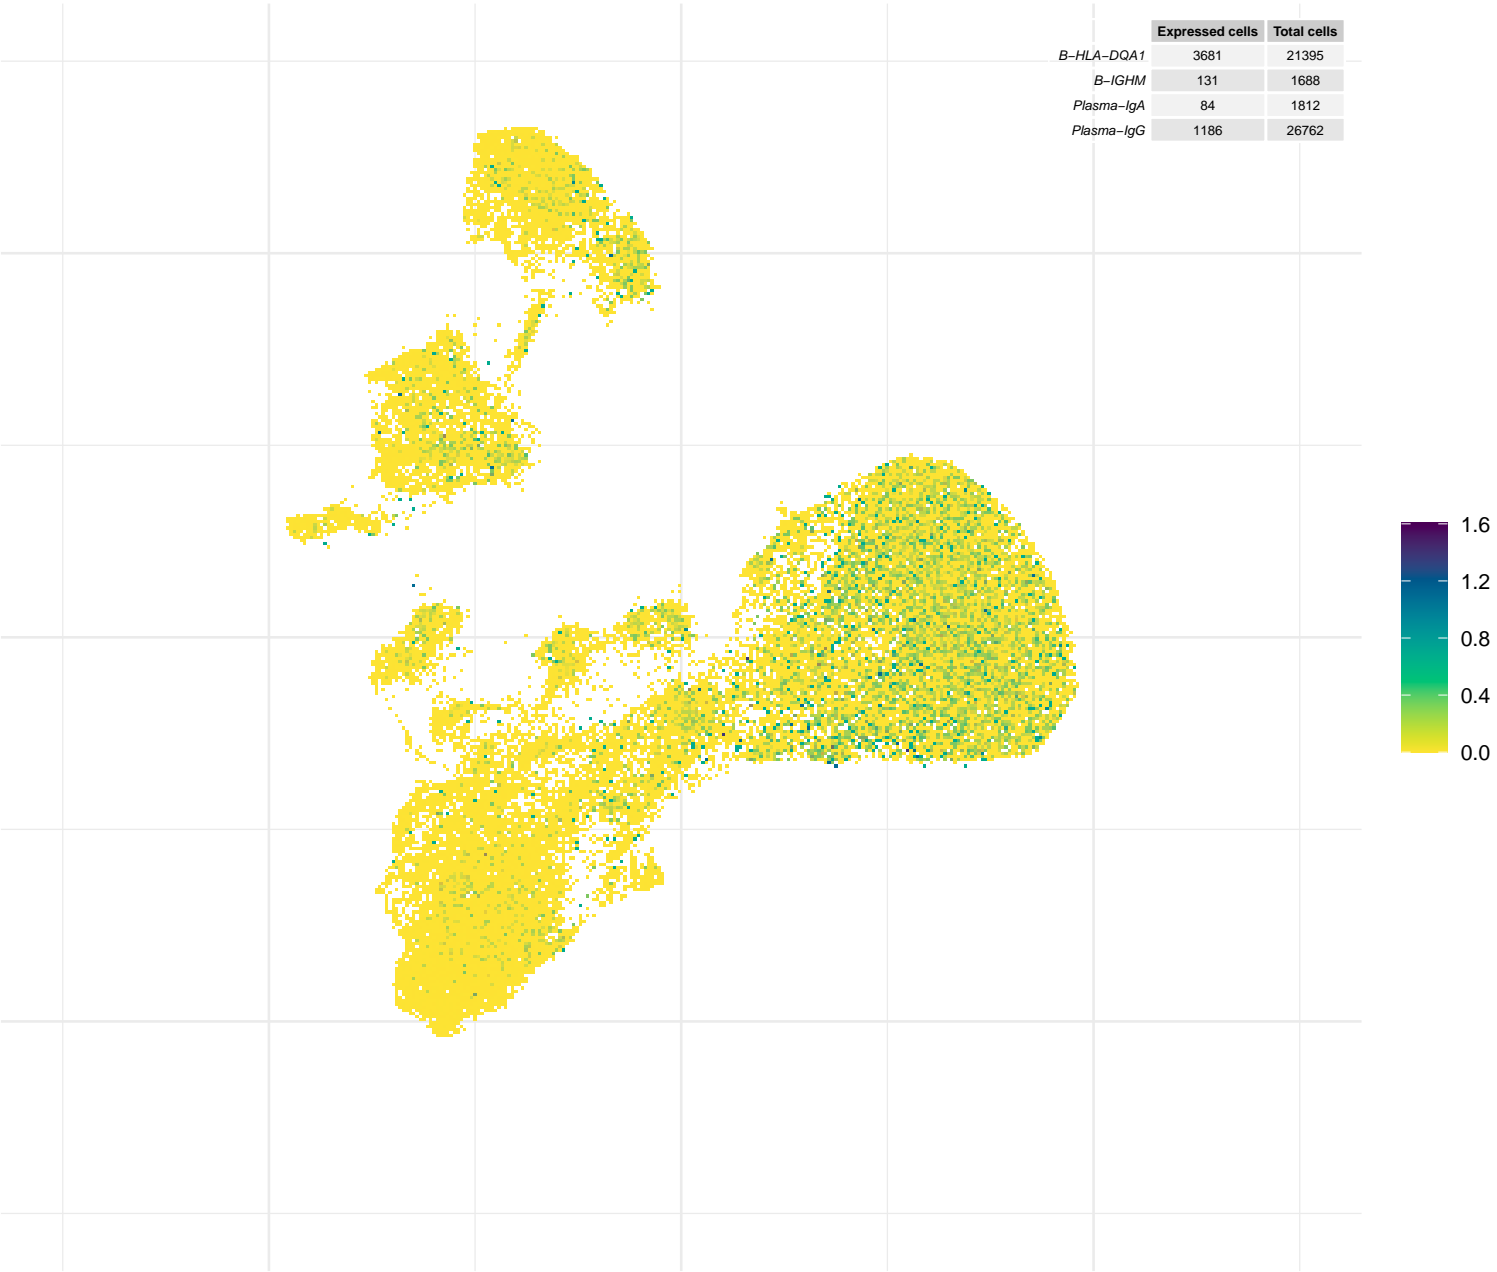 Expressed cells Total cells
B−HLA−DQA1 3681 21395
B−IGHM 131 1688
Plasma−IgA 84 1812
Plasma−IgG 1186 26762
1.6
1.2
0.8
0.4
0.0